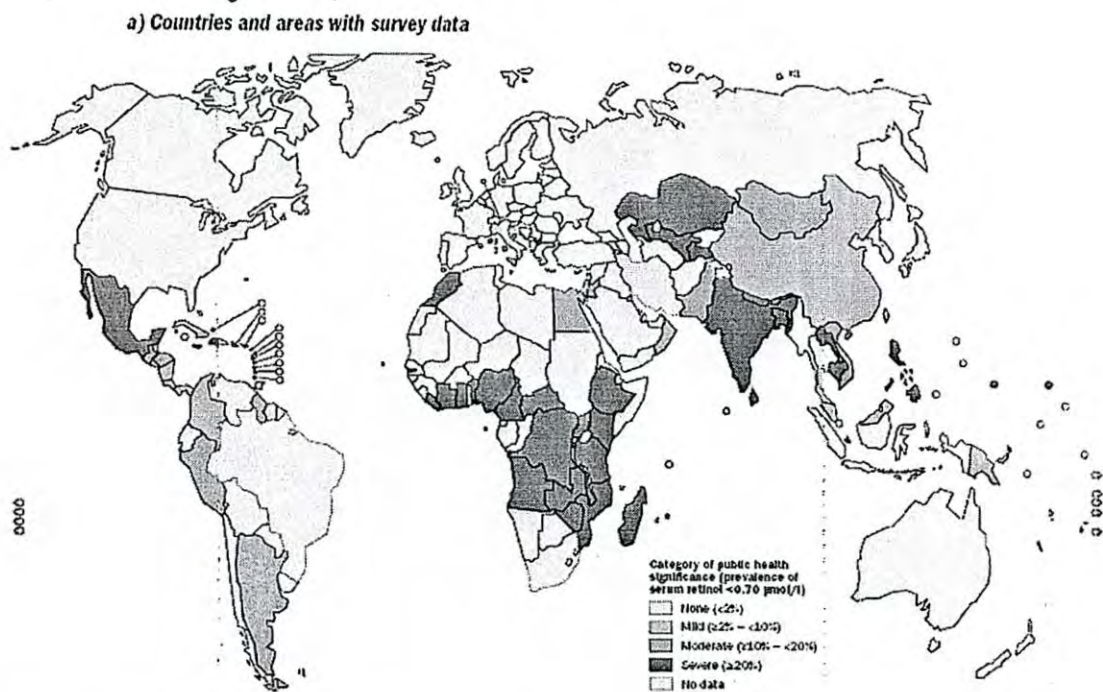 a) Countries and areas with survey data
Category of public health
significance (prevalence of
serum retinol <0.70 µmol/l)
None (<2%)
Mild (≥2% – <10%)
Moderate (≥10% – <20%)
Severe (≥20%)
No data